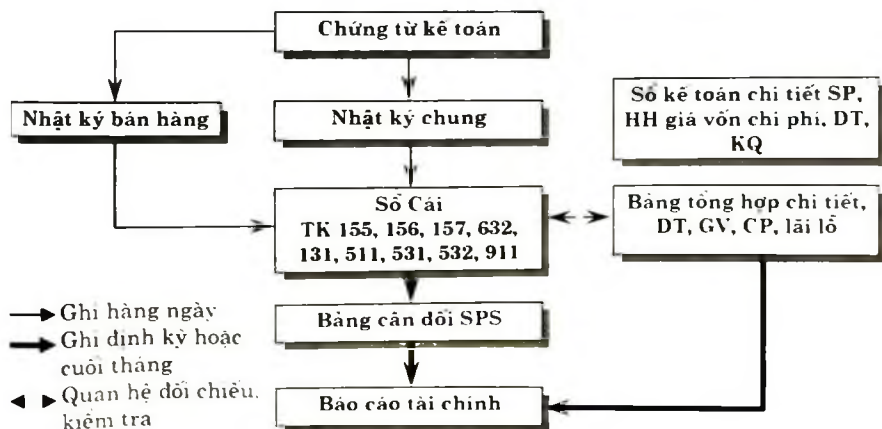 Chứng từ kế toán
Nhật ký bán hàng
Nhật ký chung
Sổ kế toán chi tiết SP,
HH giá vốn chi phí, DT,
KQ
Sổ Cái
TK 155, 156, 157, 632,
131, 511, 531, 532, 911
Bảng tổng hợp chi tiết,
DT, GV, CP, lãi lỗ
Bảng cân đối SPS
Báo cáo tài chính
Ghi hàng ngày
Ghi định kỳ hoặc
cuối tháng
Quan hệ đối chiếu,
kiểm tra